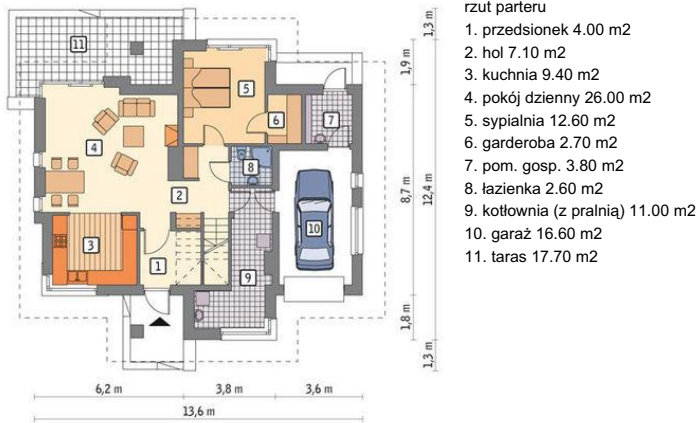 rzut parteru
1. przedsionek 4.00 m2
2. hol 7.10 m2
3. kuchnia 9.40 m2
4. pokój dzienny 26.00 m2
5. sypialnia 12.60 m2
6. garderoba 2.70 m2
7. pom. gosp. 3.80 m2
8. łazienka 2.60 m2
9. kotłownia (z pralnią) 11.00 m2
10. garaż 16.60 m2
11. taras 17.70 m2
11
5
6
7
4
8
2
10
3
1
9
1,3 m
1,9 m
8,7 m
12,4 m
1,8 m
1,3 m
6,2 m
3,8 m
3,6 m
13,6 m